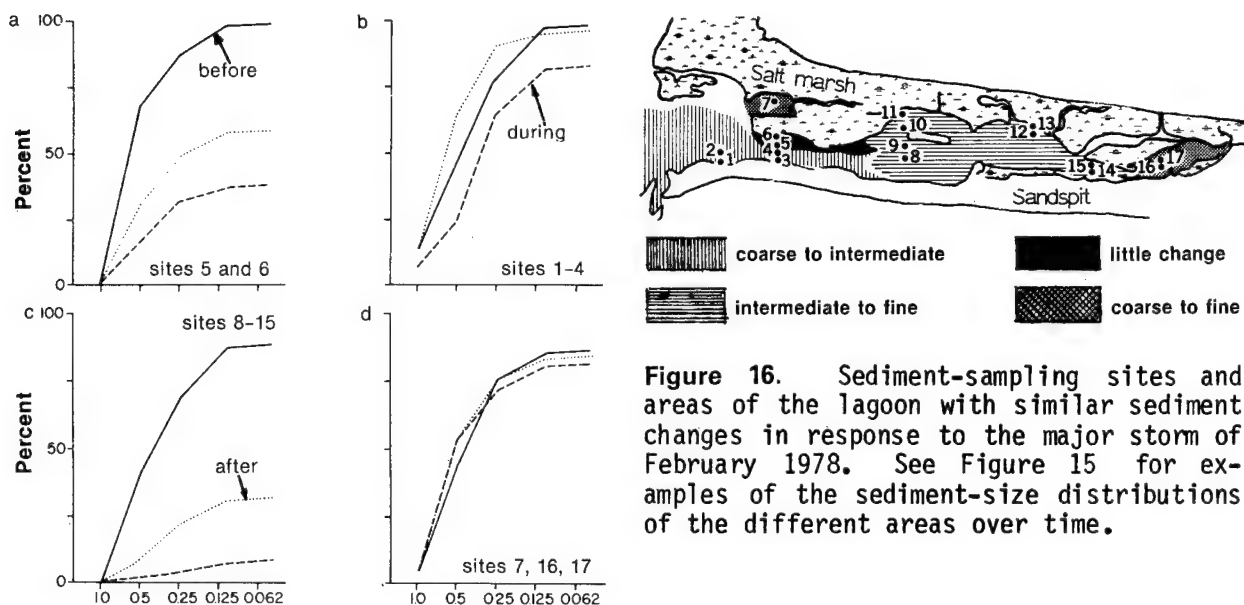 a
100
50
0
Percent
before
sites 5 and 6
b
during
sites 1-4
c
100
50
0
Percent
sites 8-15
after
1.0 0.5 0.25 0.125 0.062
d
sites 7, 16, 17
1.0 0.5 0.25 0.125 0.062
Salt marsh
7
11
10
13
12
6
5
4
3
2
1
9
8
15
14
16
17
Sandspit
coarse to intermediate
little change
intermediate to fine
coarse to fine
Figure 16. Sediment-sampling sites and
areas of the lagoon with similar sediment
changes in response to the major storm of
February 1978. See Figure 15 for ex-
amples of the sediment-size distributions
of the different areas over time.